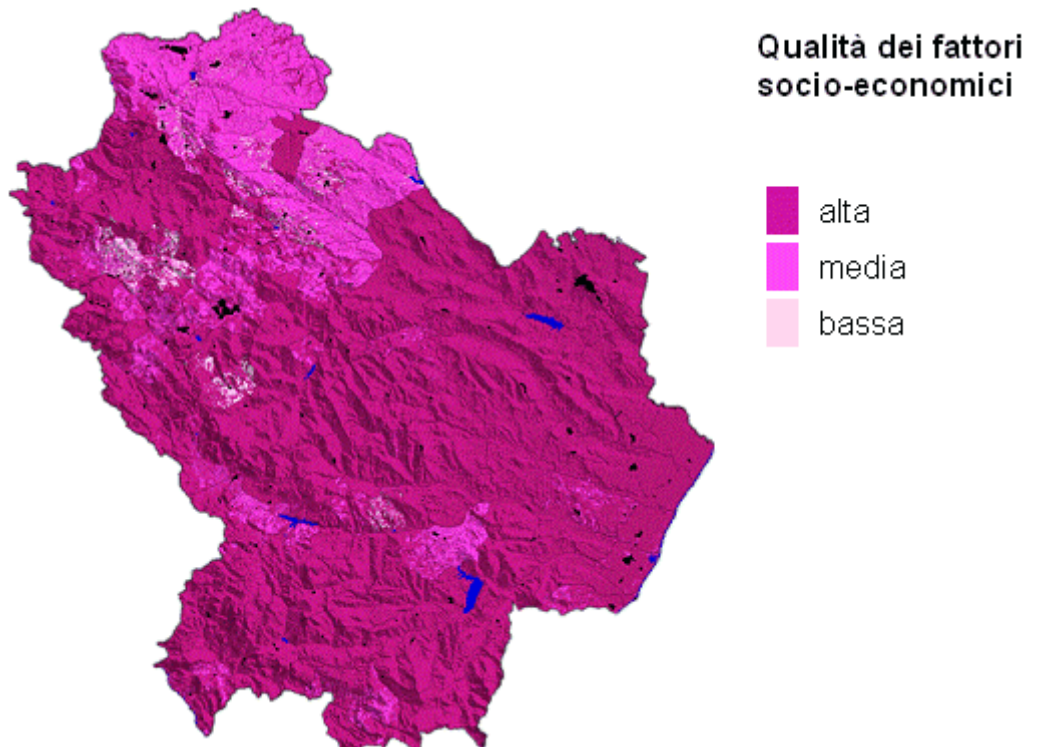 Qualità dei fattori
socio-economici
alta
media
bassa